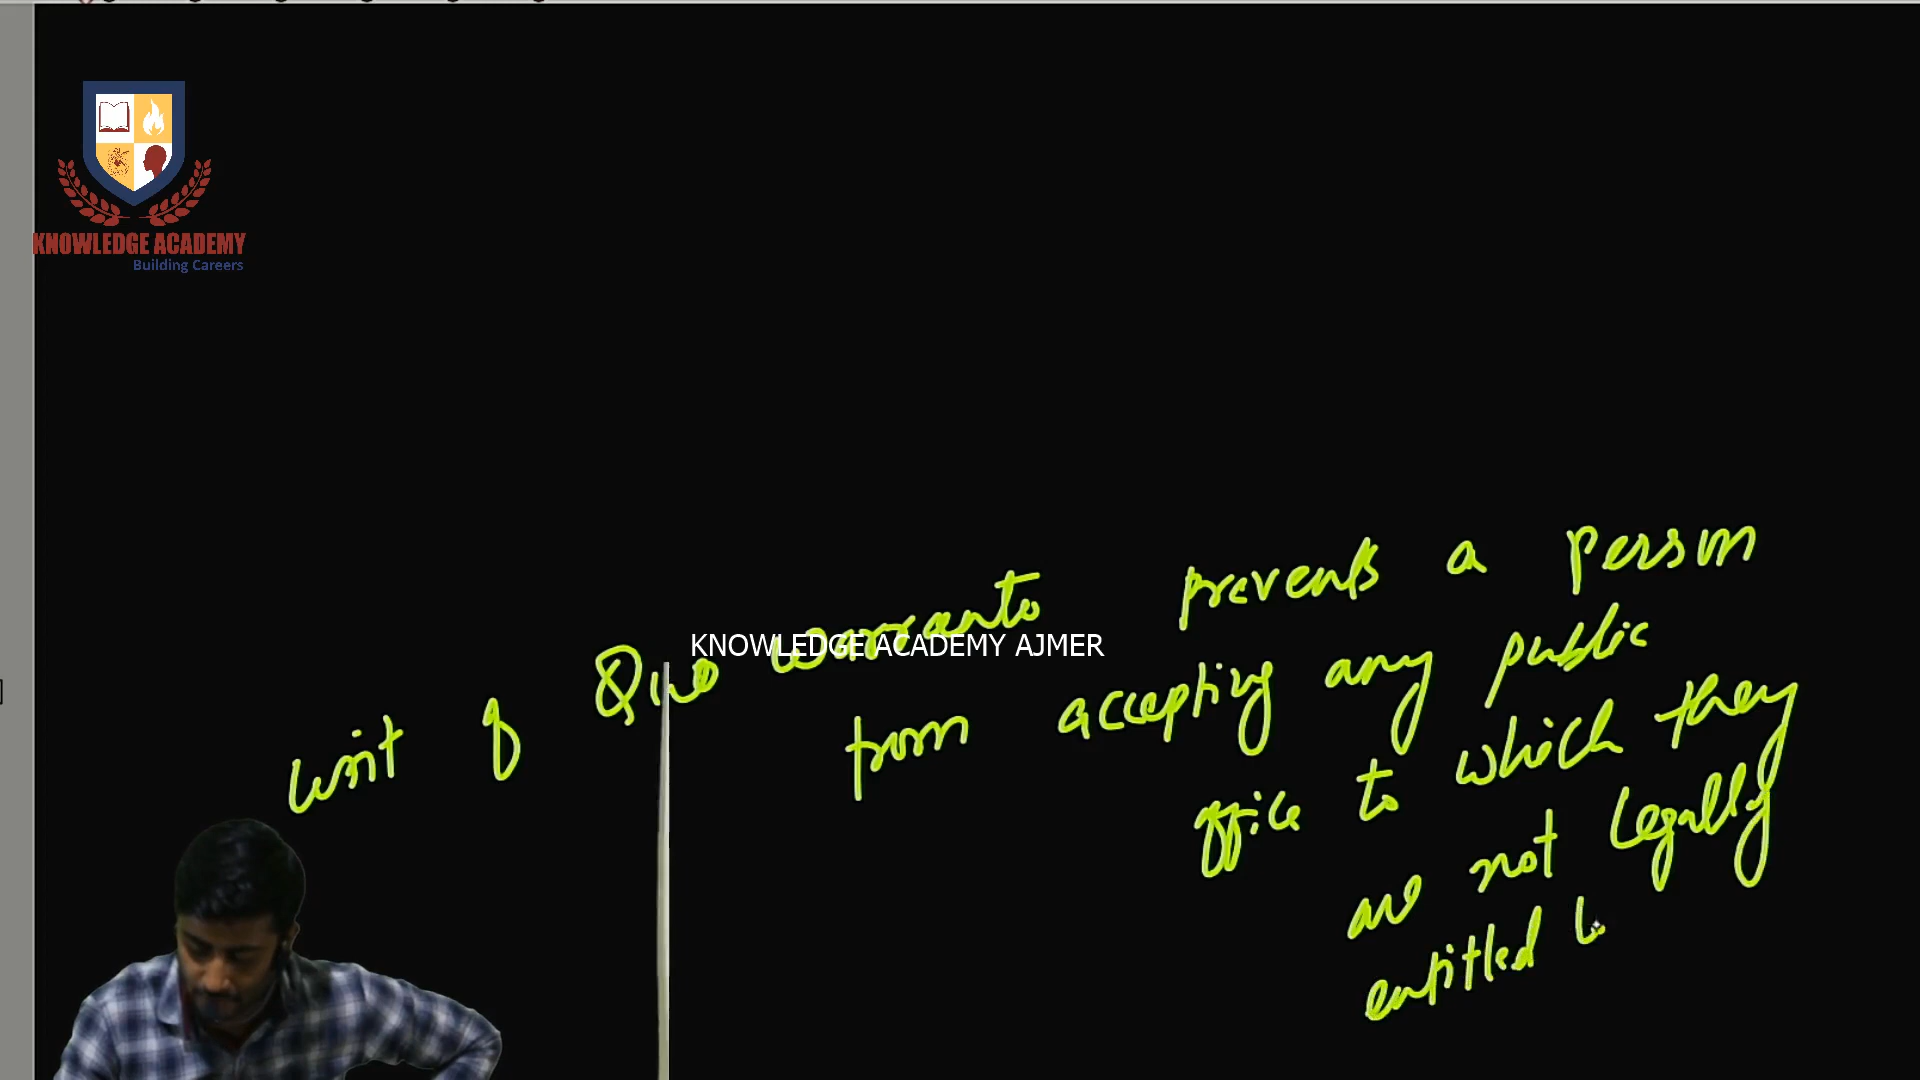 KNOWLEDGE ACADEMY
Building Careers
KNOWLEDGE ACADEMY AJMER
writ of Quo warranto prevents a person
from accepting any public
office to which they
are not legally
entitled to